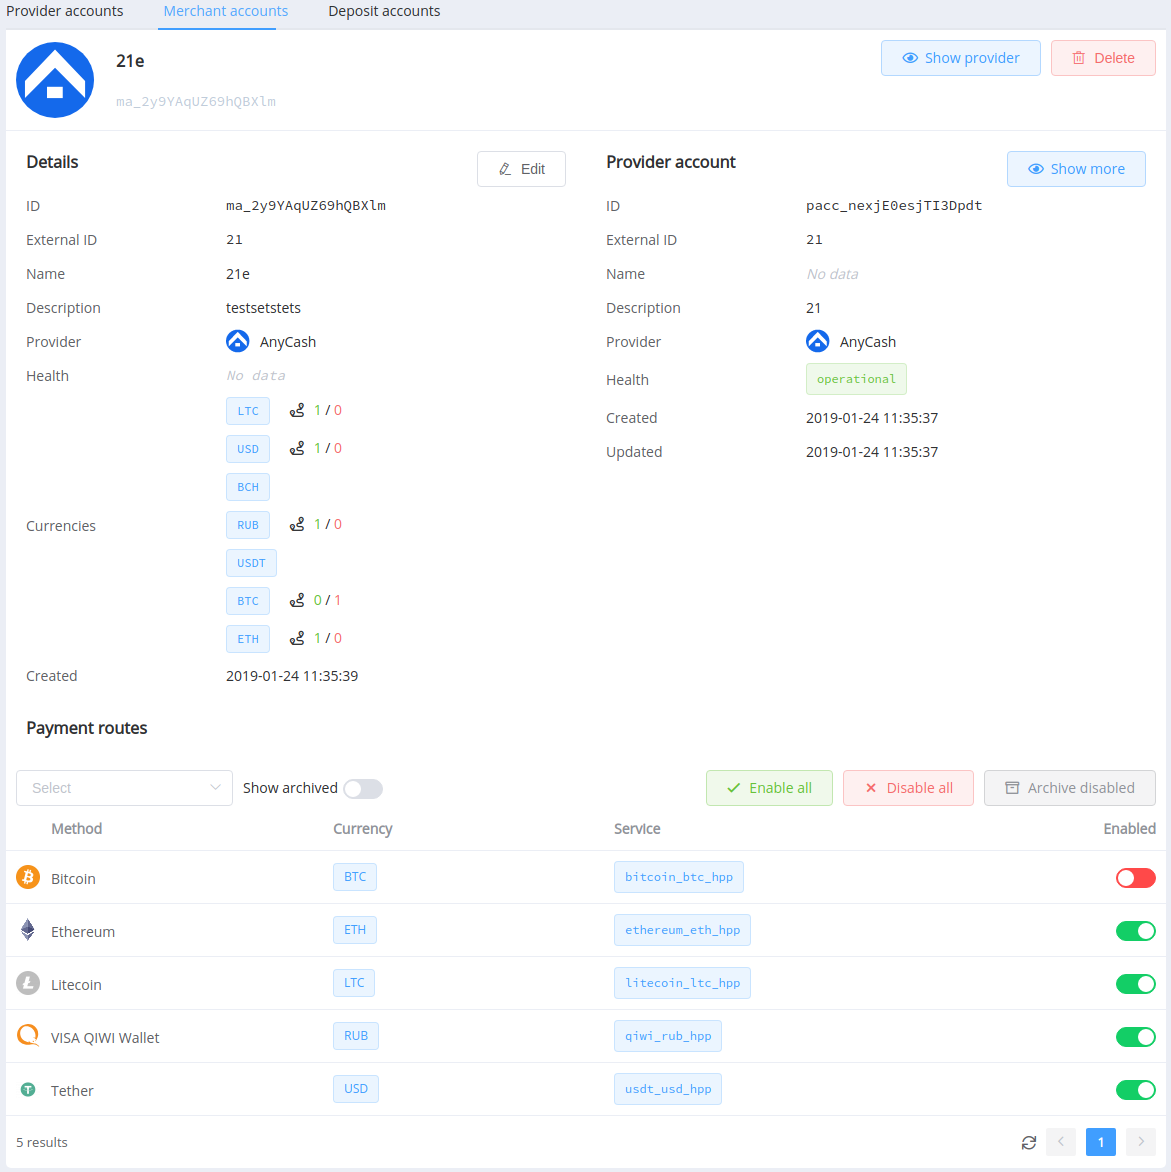 Provider accounts Merchant accounts Deposit accounts
21e
Show provider Delete
ma_2y9YAqUZ69hQBXlm
Details
Edit
ID ma_2y9YAqUZ69hQBXlm
External ID 21
Name 21e
Description testsetstets
Provider AnyCash
Health No data
Currencies
LTC 1 / 0
USD 1 / 0
BCH
RUB 1 / 0
USDT
BTC 0 / 1
ETH 1 / 0
Created 2019-01-24 11:35:39
Provider account
Show more
ID pacc_nexjE0esjTI3Dpdt
External ID 21
Name No data
Description 21
Provider AnyCash
Health operational
Created 2019-01-24 11:35:37
Updated 2019-01-24 11:35:37
Payment routes
Select Show archived Enable all Disable all Archive disabled
Method Currency Service Enabled
Bitcoin BTC bitcoin_btc_hpp
Ethereum ETH ethereum_eth_hpp
Litecoin LTC litecoin_ltc_hpp
VISA QIWI Wallet RUB qiwi_rub_hpp
Tether USD usdt_usd_hpp
5 results 1